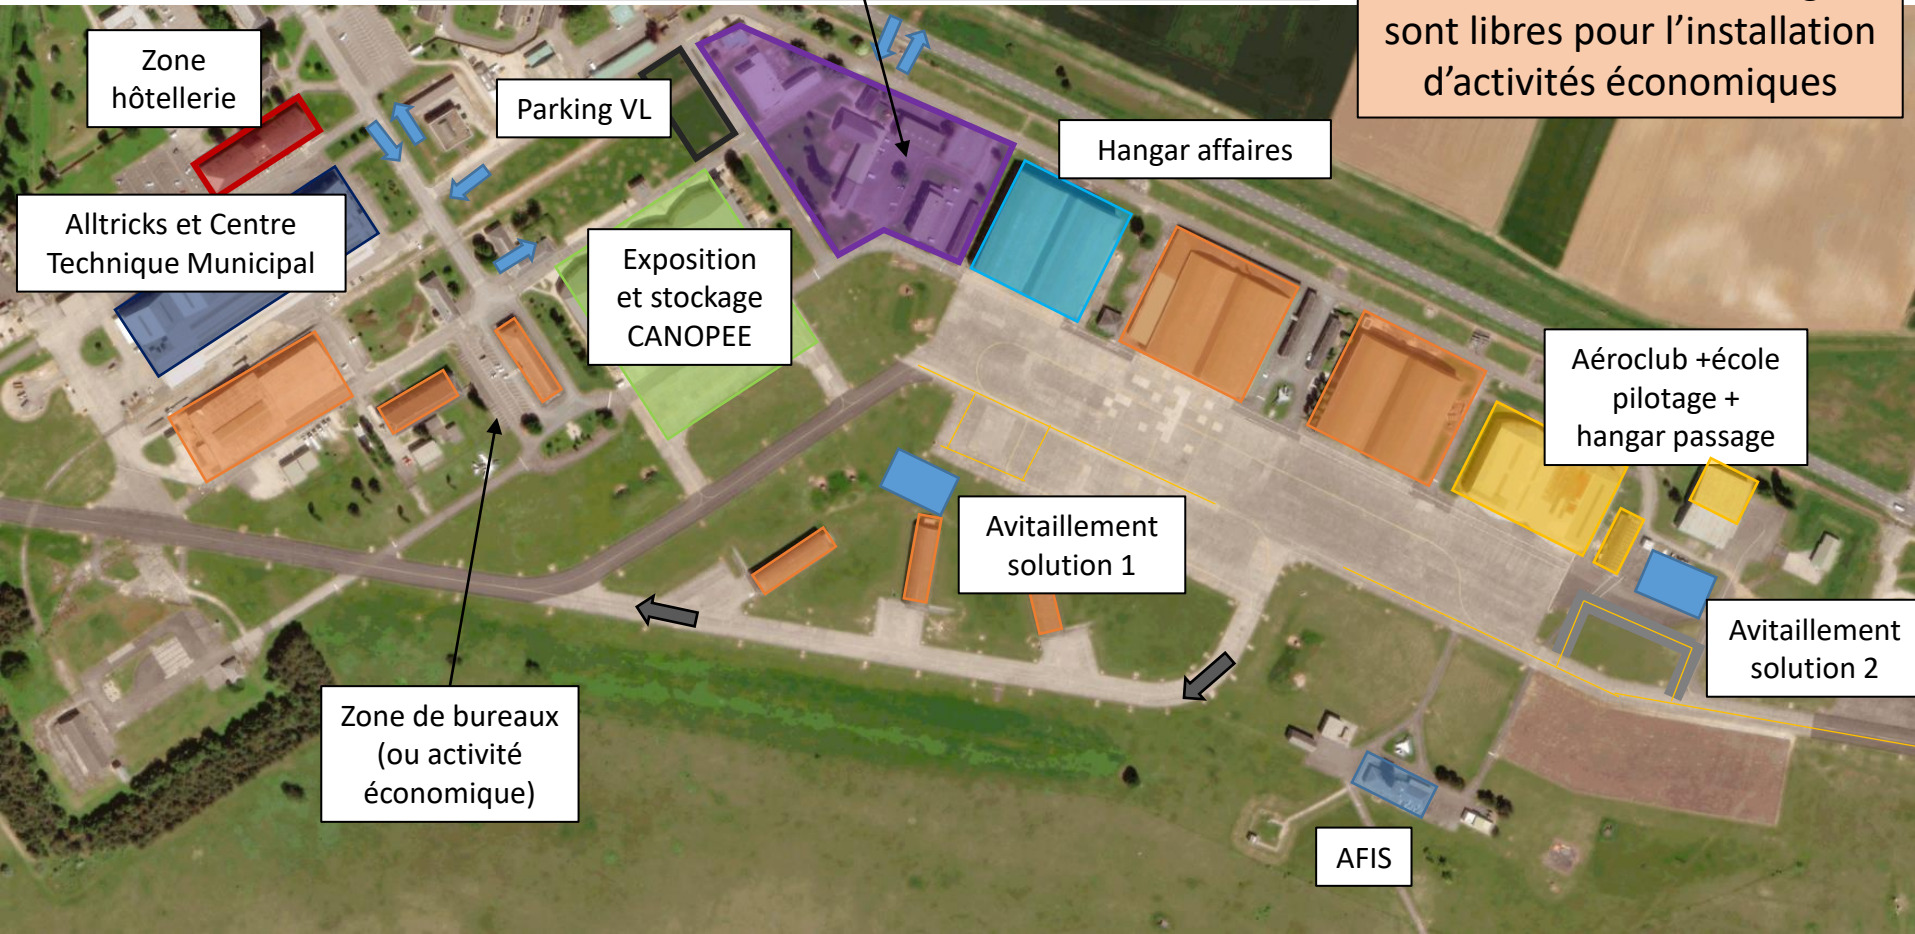 sont libres pour l’installation
d’activités économiques
Zone
hôtellerie
Parking VL
Hangar affaires
Alltricks et Centre
Technique Municipal
Exposition
et stockage
CANOPEE
Aéroclub +école
pilotage +
hangar passage
Avitaillement
solution 1
Avitaillement
solution 2
Zone de bureaux
(ou activité
économique)
AFIS